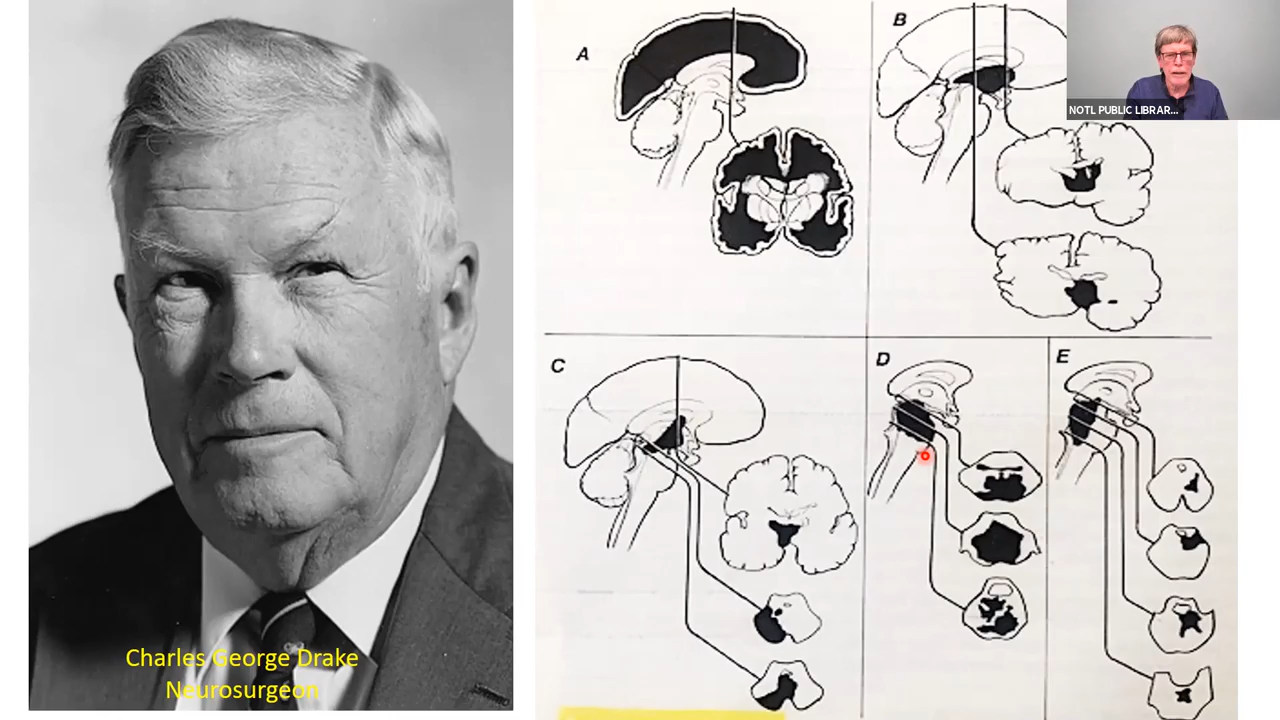 A
B
NOTL PUBLIC LIBRAR...
C
D
E
Charles George Drake
Neurosurgeon